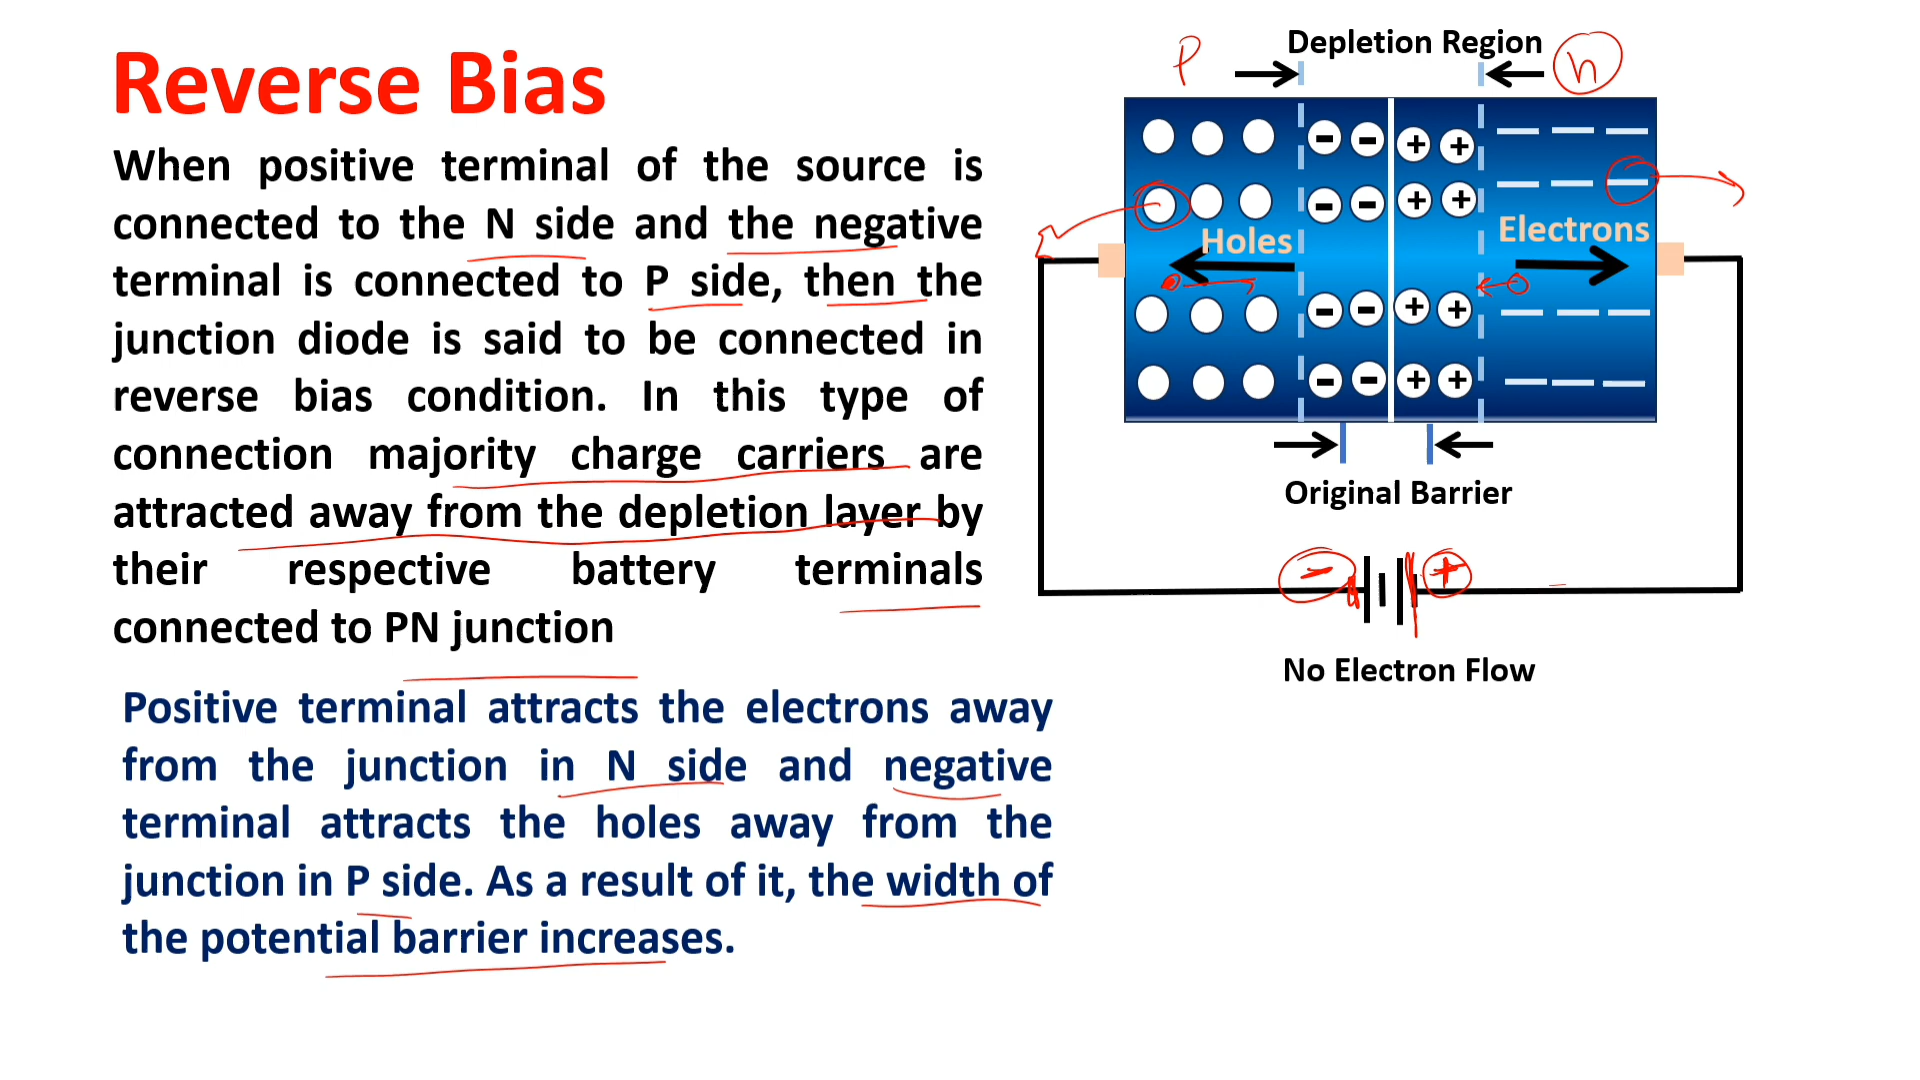 Reverse Bias
When positive terminal of the source is
connected to the N side and the negative
terminal is connected to P side, then the
junction diode is said to be connected in
reverse bias condition. In this type of
connection majority charge carriers are
attracted away from the depletion layer by
their respective battery terminals
connected to PN junction
Positive terminal attracts the electrons away
from the junction in N side and negative
terminal attracts the holes away from the
junction in P side. As a result of it, the width of
the potential barrier increases.
P
Depletion Region
n
- - + +
- - + +
Holes
Electrons
- - + +
- - + +
Original Barrier
- +
No Electron Flow